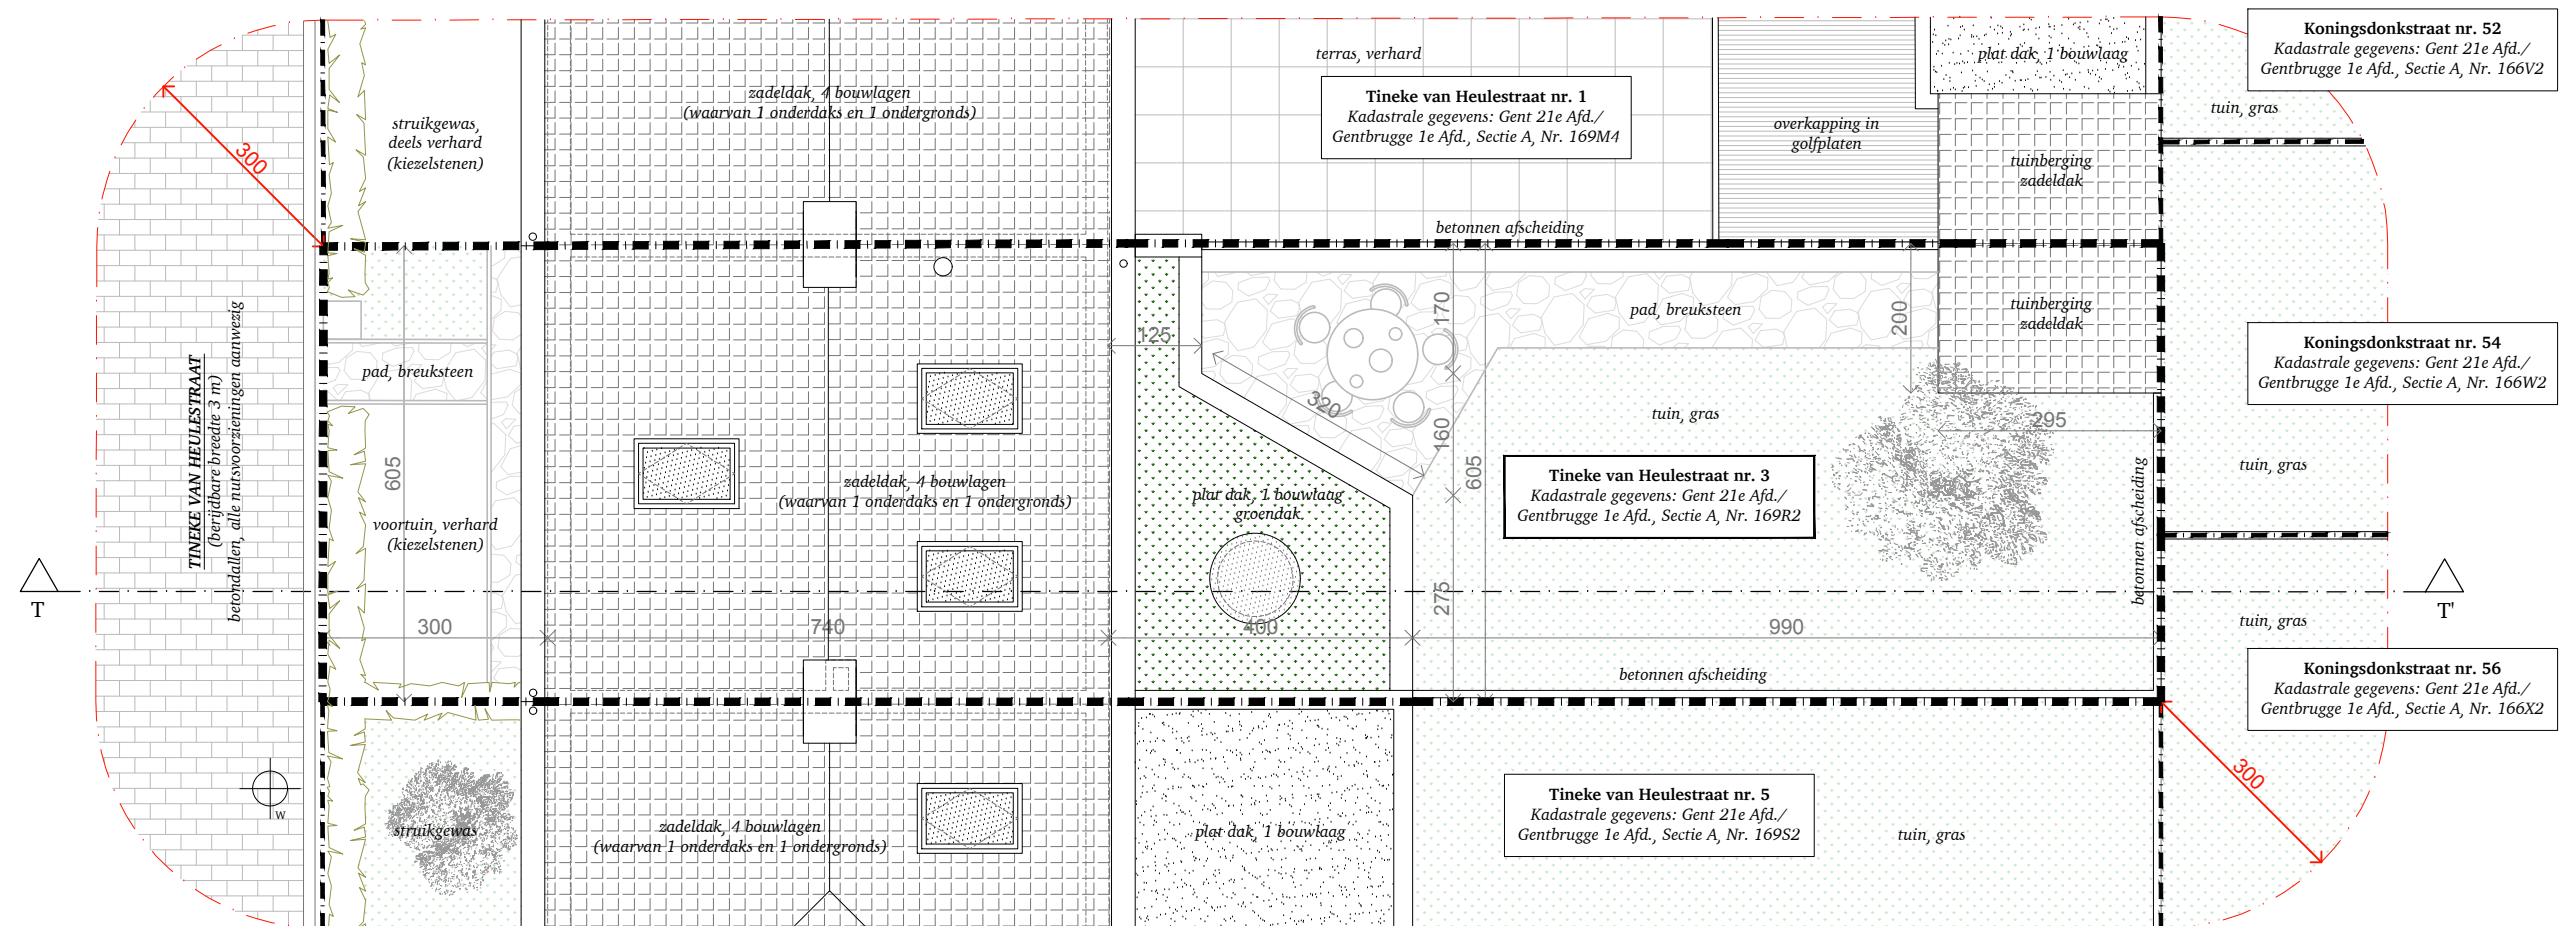 TINEKE VAN HEULESTRAAT
(berijdbare breedte 3 m)
betondallen, alle nutsvoorzieningen aanwezig
300
T
W
struikgewas,
deels verhard
(kiezelstenen)
pad, breuksteen
605
voortuin, verhard
(kiezelstenen)
300
struikgewas
zadeldak, 4 bouwlagen
(waarvan 1 onderdaks en 1 ondergronds)
zadeldak, 4 bouwlagen
(waarvan 1 onderdaks en 1 ondergronds)
740
zadeldak, 4 bouwlagen
(waarvan 1 onderdaks en 1 ondergronds)
terras, verhard
Tineke van Heulestraat nr. 1
Kadastrale gegevens: Gent 21e Afd./
Gentbrugge 1e Afd., Sectie A, Nr. 169M4
betonnen afscheiding
overkapping in
golfplaten
plat dak, 1 bouwlaag
tuinberging
zadeldak
tuinberging
zadeldak
125
170
160
320
605
275
200
295
pad, breuksteen
tuin, gras
plat dak, 1 bouwlaag
groendak
400
Tineke van Heulestraat nr. 3
Kadastrale gegevens: Gent 21e Afd./
Gentbrugge 1e Afd., Sectie A, Nr. 169R2
990
betonnen afscheiding
betonnen afscheiding
plat dak, 1 bouwlaag
Tineke van Heulestraat nr. 5
Kadastrale gegevens: Gent 21e Afd./
Gentbrugge 1e Afd., Sectie A, Nr. 169S2
tuin, gras
Koningsdonkstraat nr. 52
Kadastrale gegevens: Gent 21e Afd./
Gentbrugge 1e Afd., Sectie A, Nr. 166V2
tuin, gras
Koningsdonkstraat nr. 54
Kadastrale gegevens: Gent 21e Afd./
Gentbrugge 1e Afd., Sectie A, Nr. 166W2
tuin, gras
T'
tuin, gras
Koningsdonkstraat nr. 56
Kadastrale gegevens: Gent 21e Afd./
Gentbrugge 1e Afd., Sectie A, Nr. 166X2
300